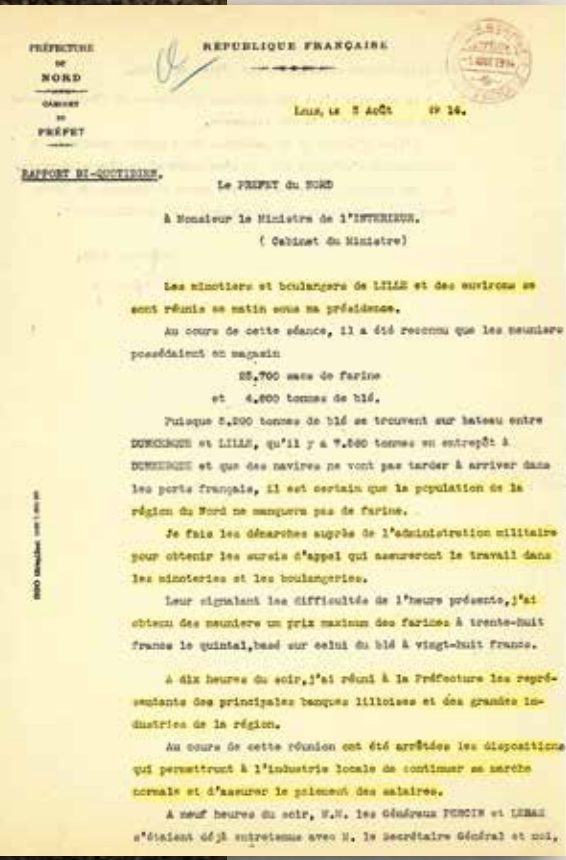 PRÉFECTURE
DU
NORD
CABINET
DU
PRÉFET
RÉPUBLIQUE FRANÇAISE
LILLE, LE 3 AOÛT 19 14.
RAPPORT BI-QUOTIDIEN.
Le PREFET du NORD
À Monsieur le Ministre de l'INTERIEUR.
( Cabinet du Ministre)
Les minotiers et boulangers de LILLE et des environs se
sont réunis ce matin sous ma présidence.
Au cours de cette séance, il a été reconnu que les meuniers
possédaient en magasin
25,700 sacs de farine
et tonnes de blé.
Puisque tonnes de blé se trouvent sur bateau entre
DUNKERQUE et LILLE, qu'il y a tonnes en entrepôt à
DUNKERQUE et que des navires ne vont pas tarder à arriver dans
les ports français, il est certain que la population de la
région du Nord ne manquera pas de farine.
Je fais les démarches auprès de l'administration militaire
pour obtenir les sursis d'appel qui assureront le travail dans
les minoteries et les boulangeries.
Leur signalant les difficultés de l'heure présente, j'ai
obtenu des meuniers un prix maximum des farines à trente-huit
francs le quintal, basé sur celui du blé à vingt-huit francs.
A dix heures du soir, j'ai réuni à la Préfecture les repré-
sentants des principales banques lilloises et des grandes in-
dustries de la région.
Au cours de cette réunion ont été arrêtées les dispositions
qui permettront à l'industrie locale de continuer sa marche
normale et d'assurer le paiement des salaires.
A neuf heures du soir, M.M. les Généraux PERCIN et LEBAS
s'étaient déjà entretenus avec M. le Secrétaire Général et moi,